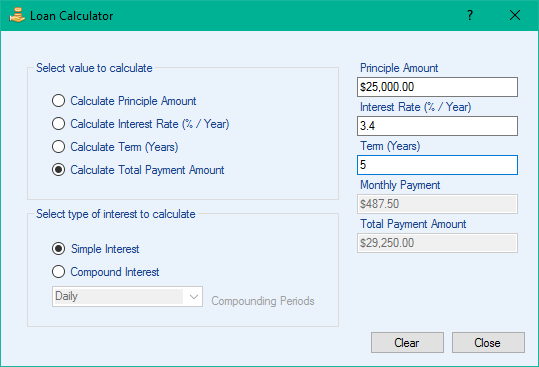 Loan Calculator
?
Select value to calculate
Calculate Principle Amount
Calculate Interest Rate (% / Year)
Calculate Term (Years)
Calculate Total Payment Amount
Select type of interest to calculate
Simple Interest
Compound Interest
Daily
Compounding Periods
Principle Amount
$25,000.00
Interest Rate (% / Year)
3.4
Term (Years)
5
Monthly Payment
$487.50
Total Payment Amount
$29,250.00
Clear
Close